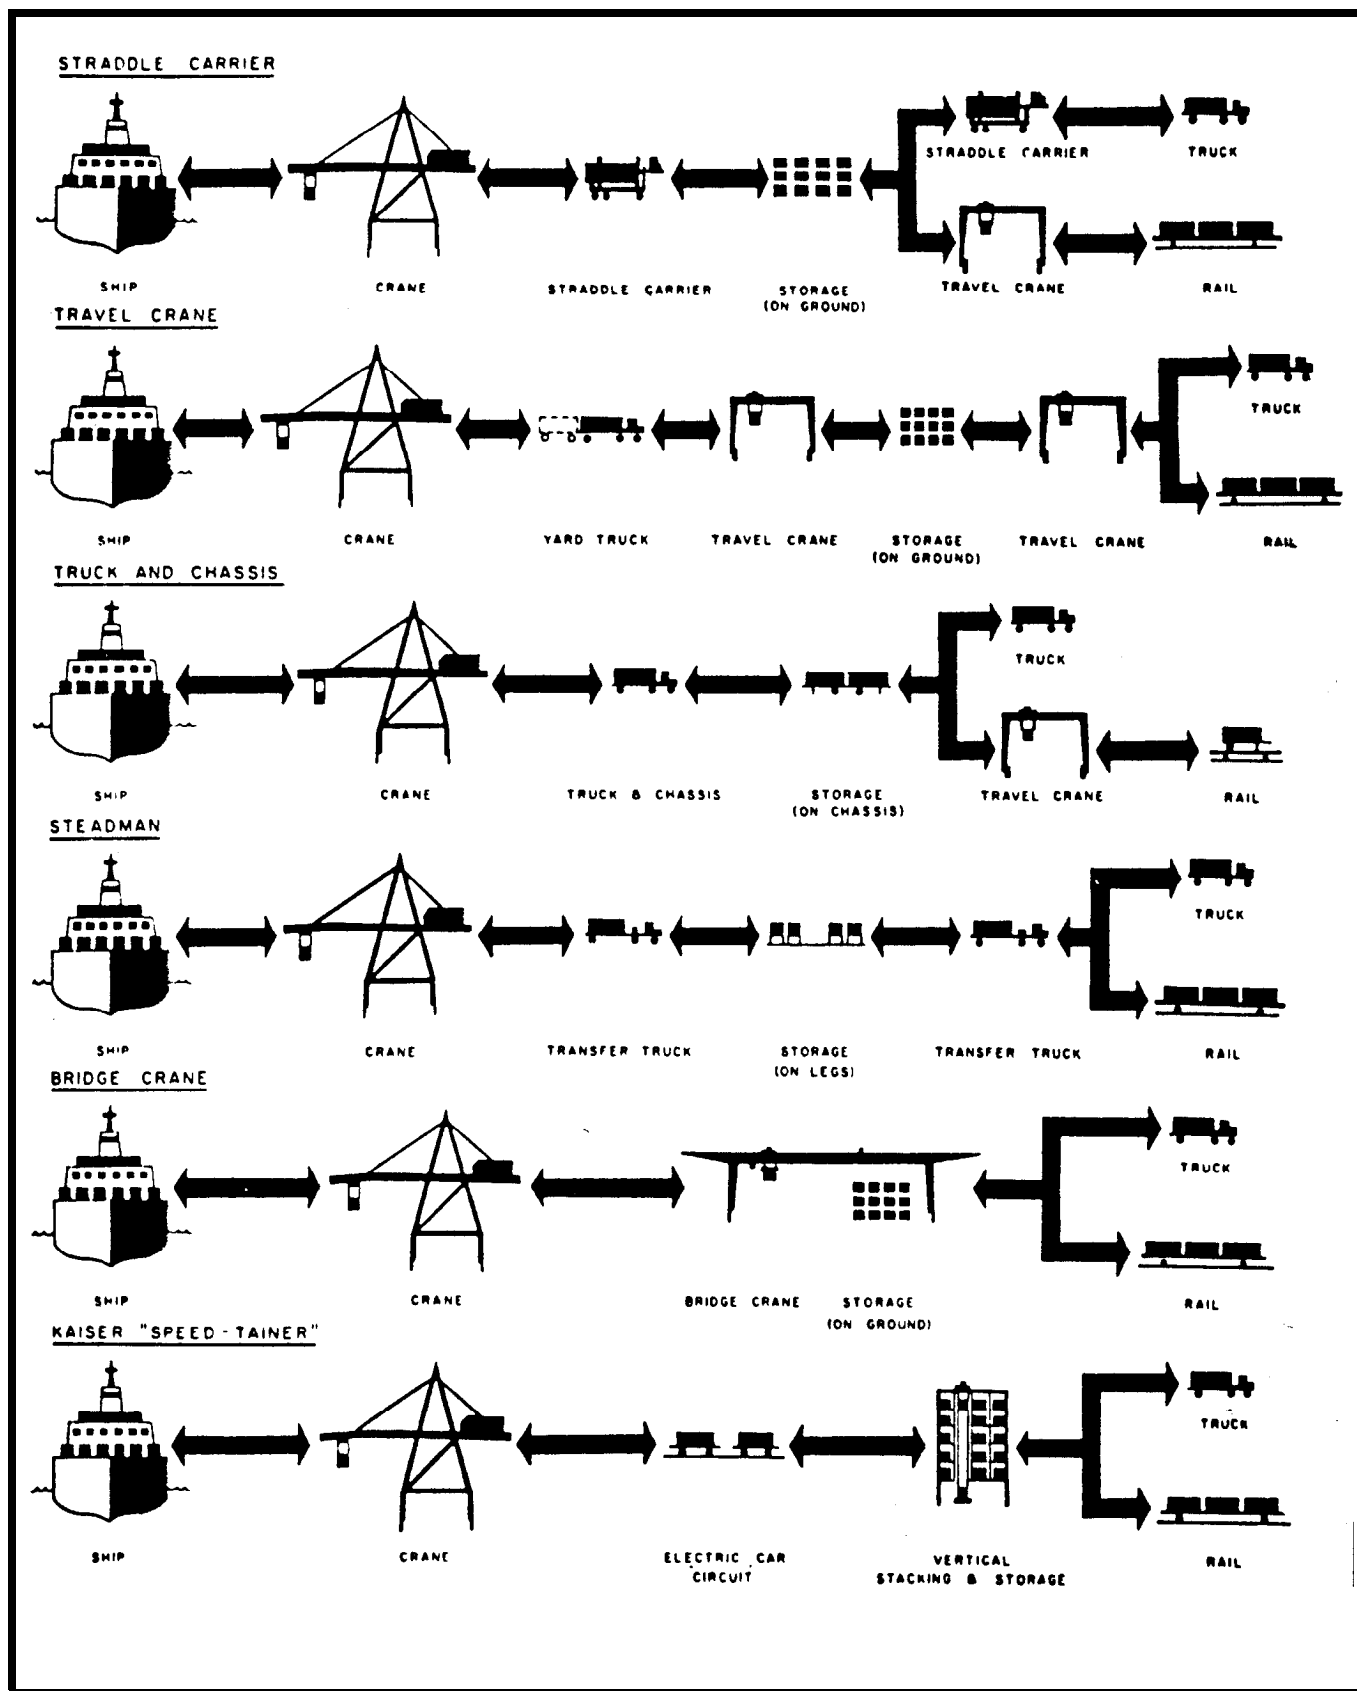 STRADDLE CARRIER
STRADDLE CARRIER
TRUCK
SHIP
CRANE
STRADDLE CARRIER
STORAGE
(ON GROUND)
TRAVEL CRANE
RAIL
TRAVEL CRANE
TRUCK
SHIP
CRANE
YARD TRUCK
TRAVEL CRANE
STORAGE
(ON GROUND)
TRAVEL CRANE
RAIL
TRUCK AND CHASSIS
TRUCK
SHIP
CRANE
TRUCK & CHASSIS
STORAGE
(ON CHASSIS)
TRAVEL CRANE
RAIL
STEADMAN
TRUCK
SHIP
CRANE
TRANSFER TRUCK
STORAGE
(ON LEGS)
TRANSFER TRUCK
RAIL
BRIDGE CRANE
TRUCK
SHIP
CRANE
BRIDGE CRANE
STORAGE
(ON GROUND)
RAIL
KAISER "SPEED-TAINER"
TRUCK
SHIP
CRANE
ELECTRIC CAR
CIRCUIT
VERTICAL
STACKING & STORAGE
RAIL